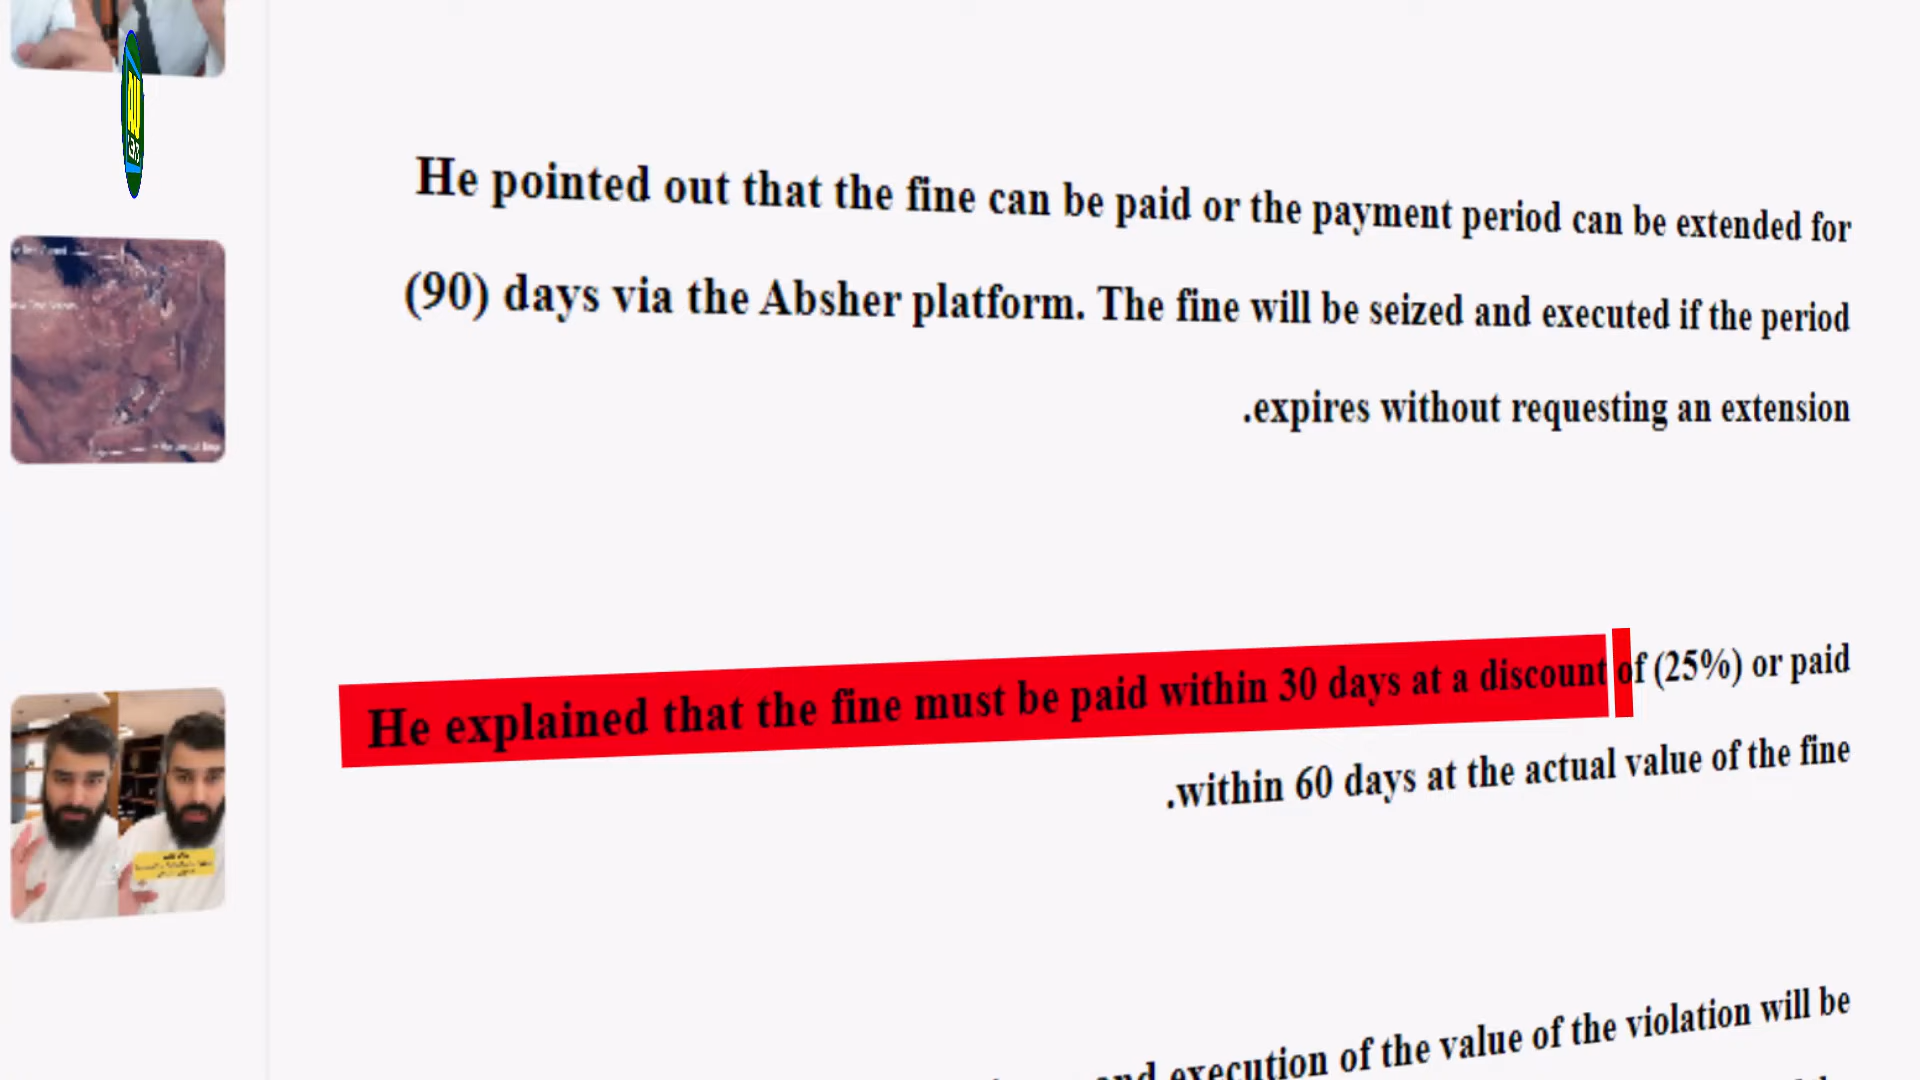 He pointed out that the fine can be paid or the payment period can be extended for
(90) days via the Absher platform. The fine will be seized and executed if the period
.expires without requesting an extension
He explained that the fine must be paid within 30 days at a discount of (25%) or paid
.within 60 days at the actual value of the fine
and execution of the value of the violation will be